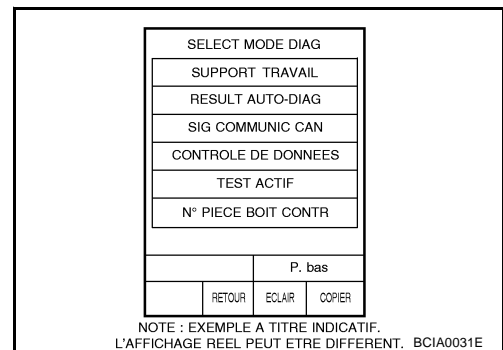 SELECT MODE DIAG
SUPPORT TRAVAIL
RESULT AUTO-DIAG
SIG COMMUNIC CAN
CONTROLE DE DONNEES
TEST ACTIF
N° PIECE BOIT CONTR
P. bas
RETOUR ECLAIR COPIER
NOTE : EXEMPLE A TITRE INDICATIF.
L'AFFICHAGE REEL PEUT ETRE DIFFERENT. BCIA0031E